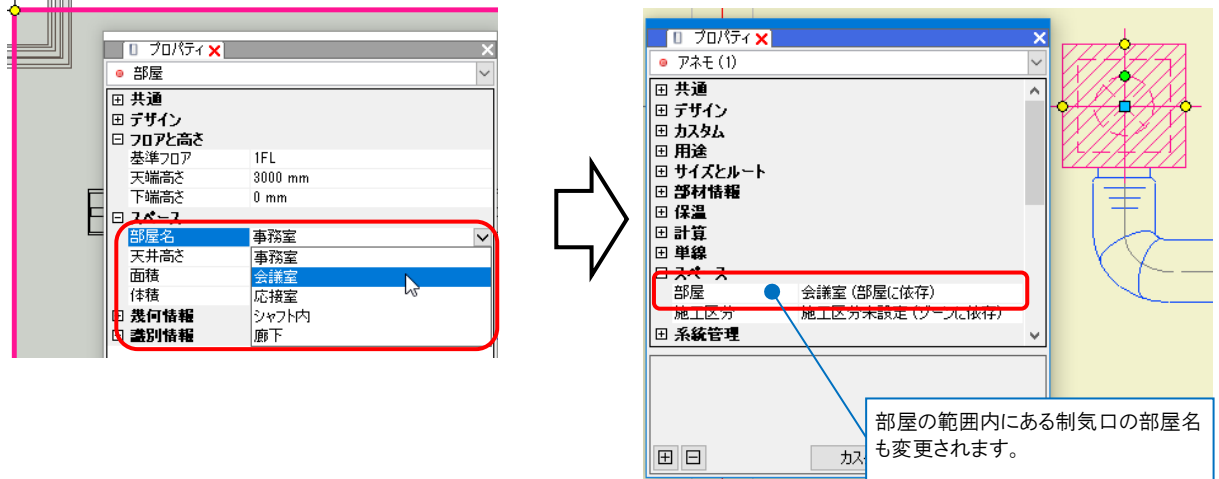 プロパティ
部屋
共通
デザイン
フロアと高さ
基準フロア 1FL
天端高さ 3000 mm
下端高さ 0 mm
スペース
部屋名 事務室
天井高さ 事務室
面積 会議室
体積 応接室
幾何情報 シャフト内
識別情報 廊下
プロパティ
アネモ (1)
共通
デザイン
カスタム
用途
サイズとルート
部材情報
保温
計算
単線
スペース
部屋 会議室 (部屋に依存)
施工区分 施工区分未設定 (ゾーンに依存)
系統管理
部屋の範囲内にある制気口の部屋名
も変更されます。